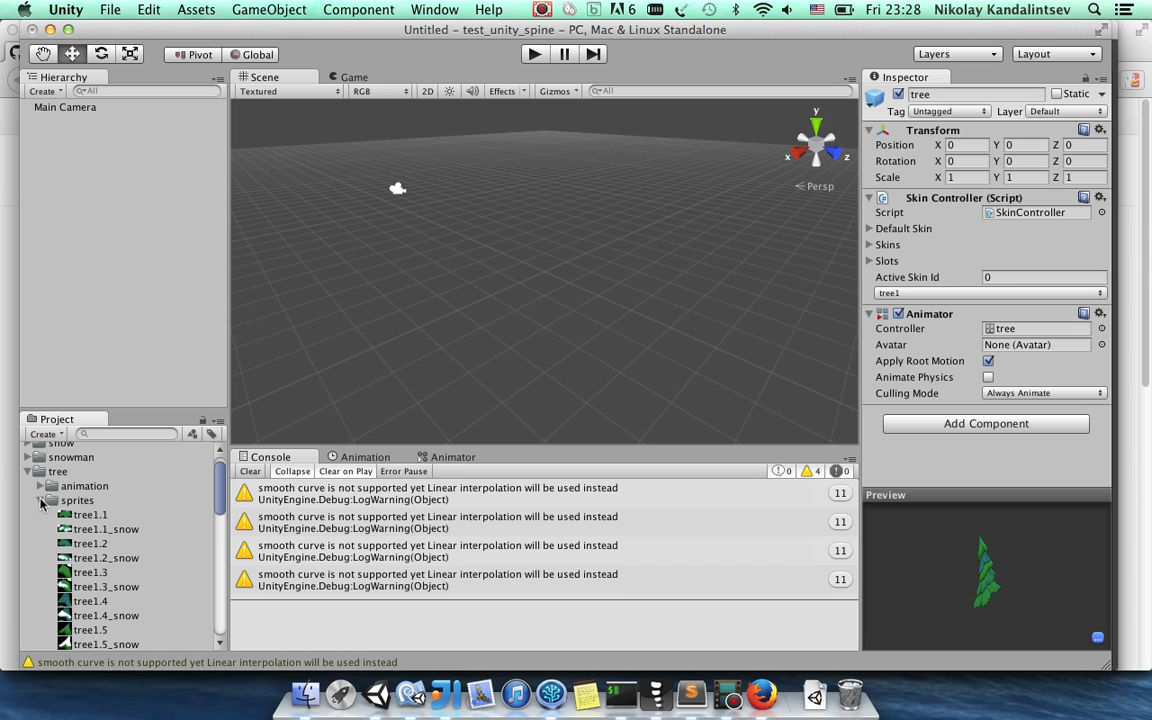 Unity File Edit Assets GameObject Component Window Help 6 Fri 23:28 Nikolay Kandalintsev
Untitled - test_unity_spine - PC, Mac & Linux Standalone
Pivot Global Layers Layout
Hierarchy
Create All
Main Camera
Scene Game
Textured RGB 2D Effects Gizmos All
y
x z
Persp
Inspector
tree Static
Tag Untagged Layer Default
Transform
Position X 0 Y 0 Z 0
Rotation X 0 Y 0 Z 0
Scale X 1 Y 1 Z 1
Skin Controller (Script)
Script SkinController
Default Skin
Skins
Slots
Active Skin Id 0
tree1
Animator
Controller tree
Avatar None (Avatar)
Apply Root Motion
Animate Physics
Culling Mode Always Animate
Add Component
Preview
Project
Create
snow
snowman
tree
animation
sprites
tree1.1
tree1.1_snow
tree1.2
tree1.2_snow
tree1.3
tree1.3_snow
tree1.4
tree1.4_snow
tree1.5
tree1.5_snow
Console Animation Animator
Clear Collapse Clear on Play Error Pause 0 4 0
smooth curve is not supported yet Linear interpolation will be used instead
UnityEngine.Debug:LogWarning(Object) 11
smooth curve is not supported yet Linear interpolation will be used instead
UnityEngine.Debug:LogWarning(Object) 11
smooth curve is not supported yet Linear interpolation will be used instead
UnityEngine.Debug:LogWarning(Object) 11
smooth curve is not supported yet Linear interpolation will be used instead
UnityEngine.Debug:LogWarning(Object) 11
smooth curve is not supported yet Linear interpolation will be used instead